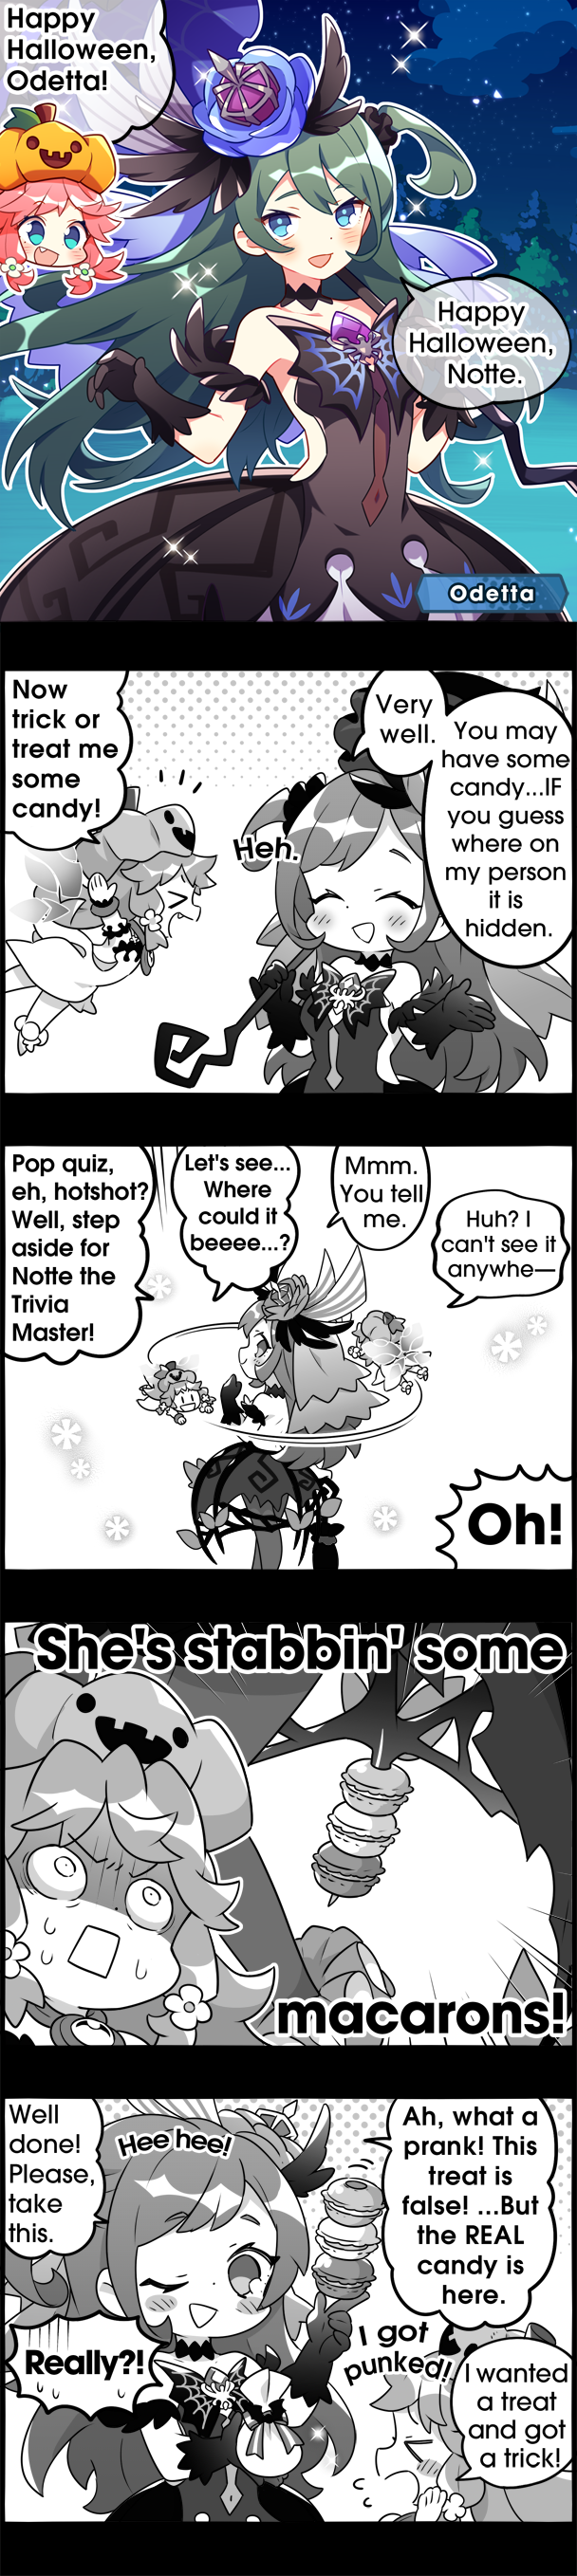 Happy
Halloween,
Odetta!
Happy
Halloween,
Notte.
Odetta
Now
trick or
treat me
some
candy!
Heh.
Very
well.
You may
have some
candy...IF
you guess
where on
my person
it is
hidden.
Pop quiz,
eh, hotshot?
Well, step
aside for
Notte the
Trivia
Master!
Let's see...
Where
could it
beeee...?
Mmm.
You tell
me.
Huh? I
can't see it
anywhe—
Oh!
She's stabbin' some
macarons!
Well
done!
Please,
take
this.
Hee hee!
Ah, what a
prank! This
treat is
false! ...But
the REAL
candy is
here.
Really?!
I got
punked!
I wanted
a treat
and got
a trick!